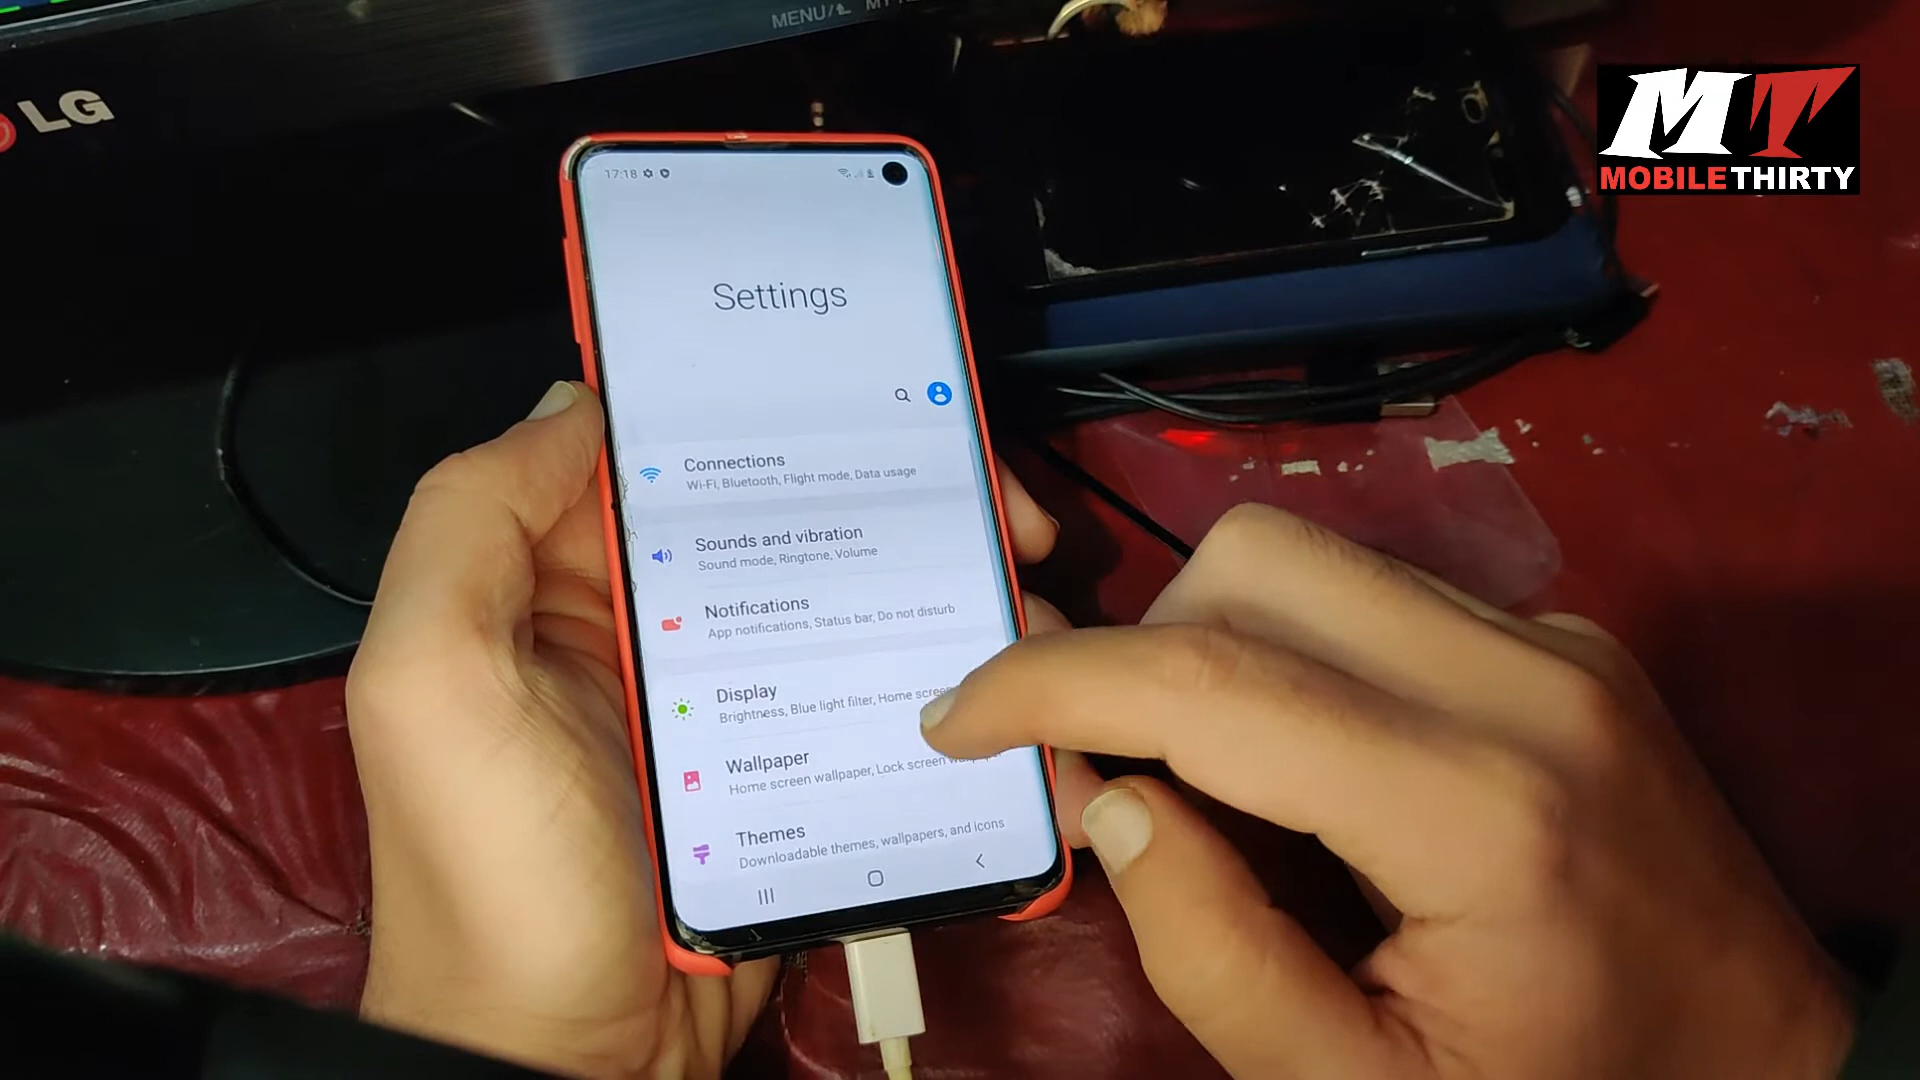 MENU/
LG
MT
MOBILETHIRTY
17:18
Settings
Connections
Wi-Fi, Bluetooth, Flight mode, Data usage
Sounds and vibration
Sound mode, Ringtone, Volume
Notifications
App notifications, Status bar, Do not disturb
Display
Brightness, Blue light filter, Home screen
Wallpaper
Home screen wallpaper, Lock screen wallpaper
Themes
Downloadable themes, wallpapers, and icons